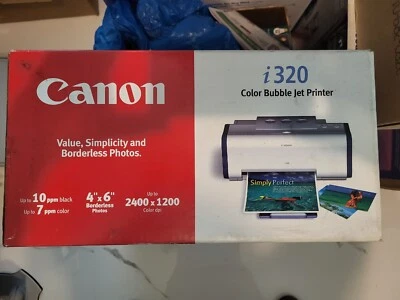 Canon
i320
Color Bubble Jet Printer
Value, Simplicity and
Borderless Photos.
Up to 10 ppm black
Up to 7 ppm color
4" x 6"
Borderless
Photos
Up to
2400 x 1200
Color dpi
Simply Perfect